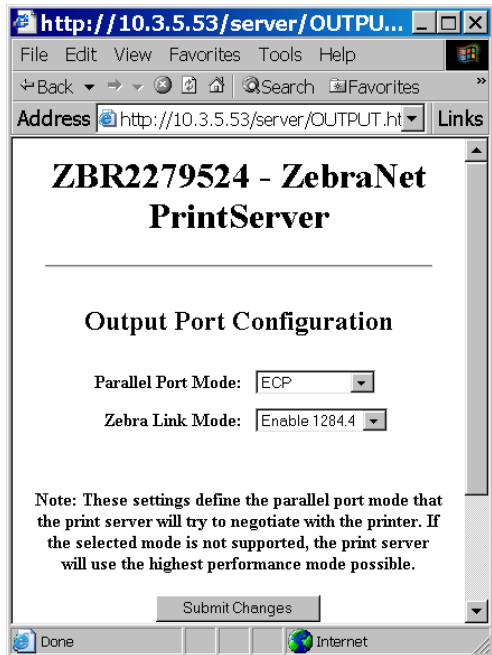 http://10.3.5.53/server/OUTPU...
File Edit View Favorites Tools Help
Back Search Favorites »
Address http://10.3.5.53/server/OUTPUT.ht Links
ZBR2279524 - ZebraNet
PrintServer
Output Port Configuration
Parallel Port Mode: ECP
Zebra Link Mode: Enable 1284.4
Note: These settings define the parallel port mode that
the print server will try to negotiate with the printer. If
the selected mode is not supported, the print server
will use the highest performance mode possible.
Submit Changes
Done Internet